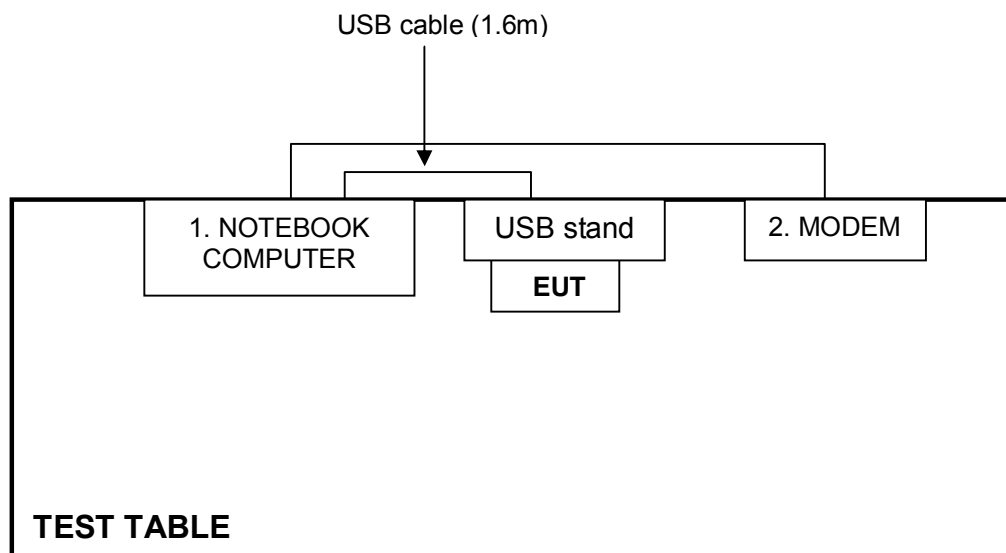 USB cable (1.6m)
1. NOTEBOOK
COMPUTER
USB stand
2. MODEM
EUT
TEST TABLE